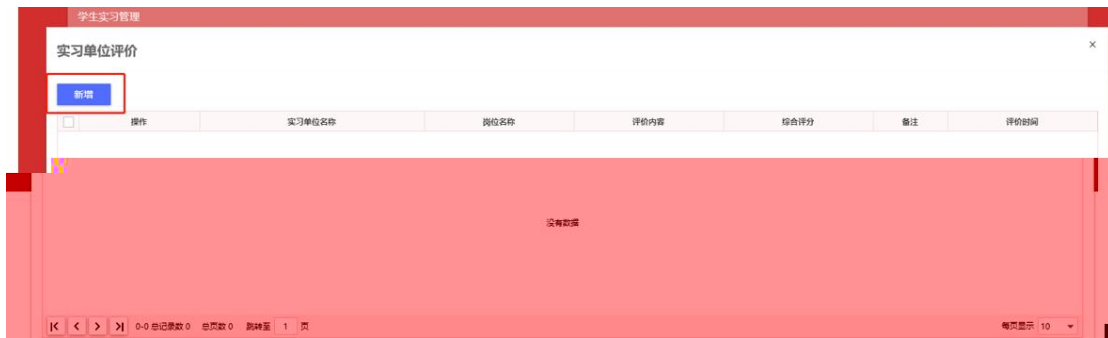 学生实习管理
实习单位评价
×
新增
操作 实习单位名称 岗位名称 评价内容 综合评分 备注 评价时间
没有数据
0-0 总记录数 0 总页数 0 跳转至 1 页 每页显示 10